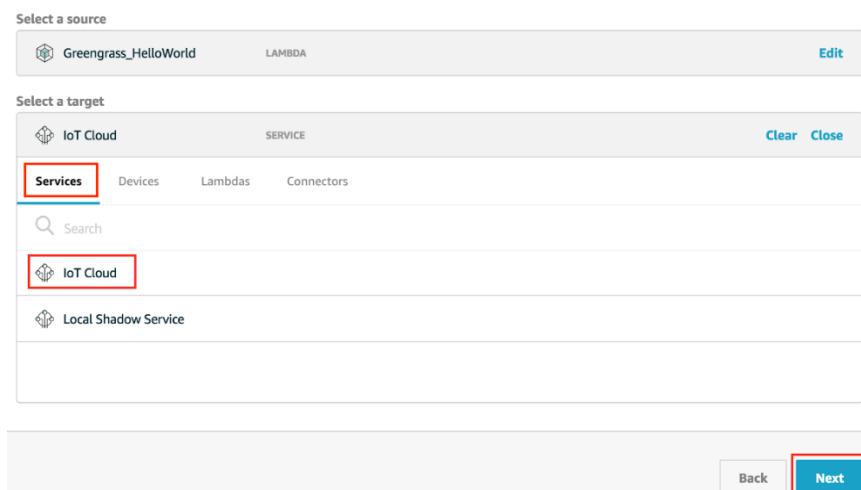 Select a source
Greengrass_HelloWorld LAMBDA Edit
Select a target
IoT Cloud SERVICE Clear Close
Services Devices Lambdas Connectors
Search
IoT Cloud
Local Shadow Service
Back Next